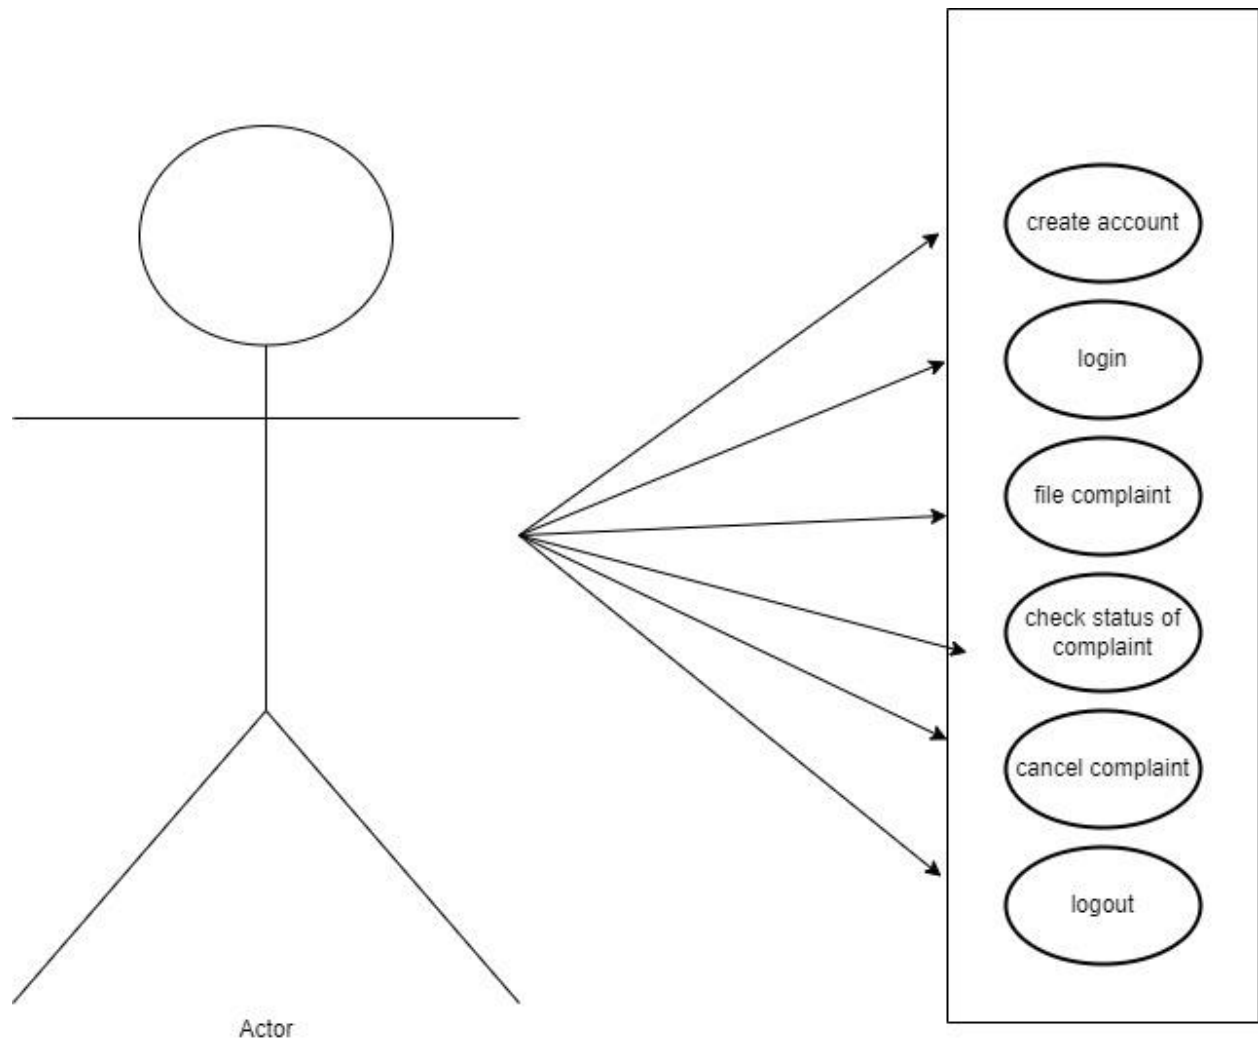 create account
login
file complaint
check status of
complaint
cancel complaint
logout
Actor